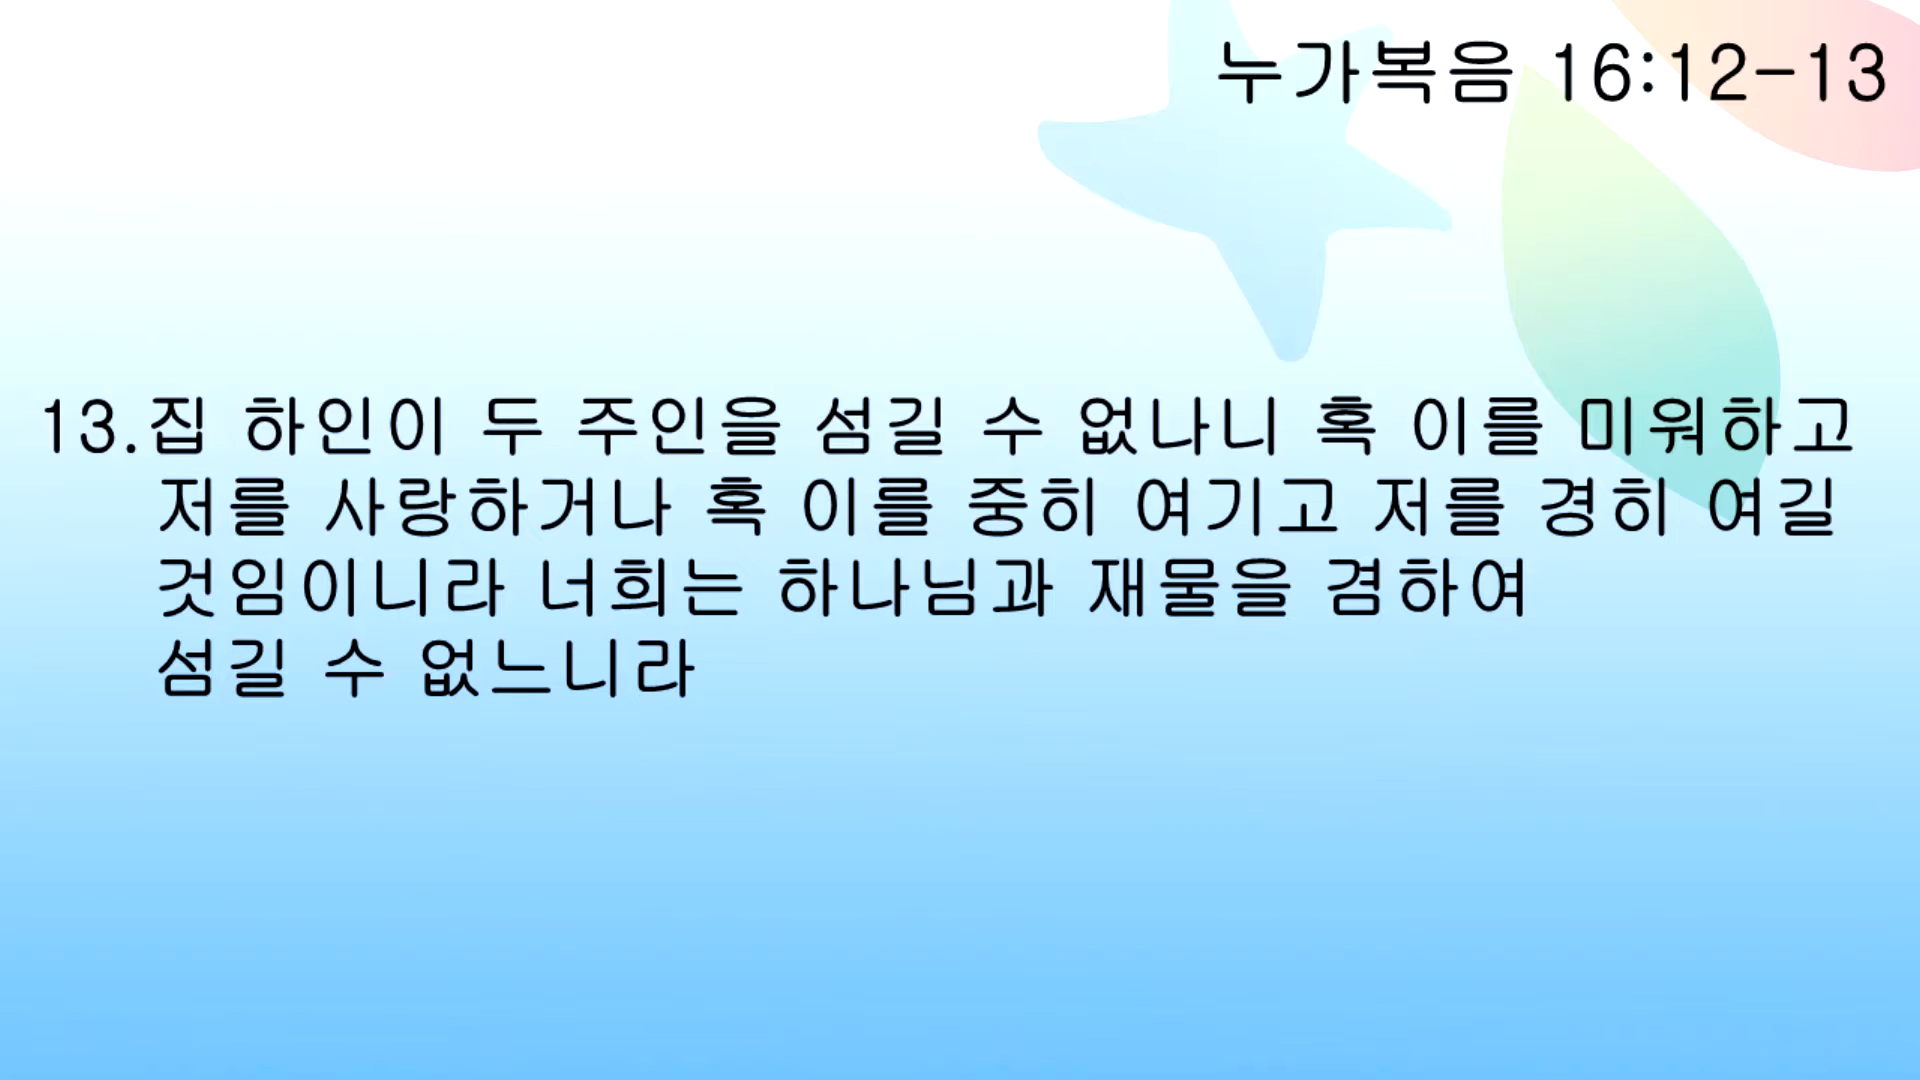 누가복음 16:12-13
13.집 하인이 두 주인을 섬길 수 없나니 혹 이를 미워하고
저를 사랑하거나 혹 이를 중히 여기고 저를 경히 여길
것임이니라 너희는 하나님과 재물을 겸하여
섬길 수 없느니라